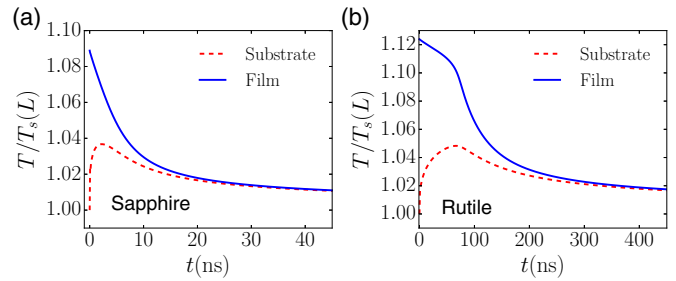 (a)
T/T_s(L)
1.10
1.08
1.06
1.04
1.02
1.00
Substrate
Film
Sapphire
0 10 20 30 40
t(ns)
(b)
T/T_s(L)
1.12
1.10
1.08
1.06
1.04
1.02
1.00
Substrate
Film
Rutile
0 100 200 300 400
t(ns)